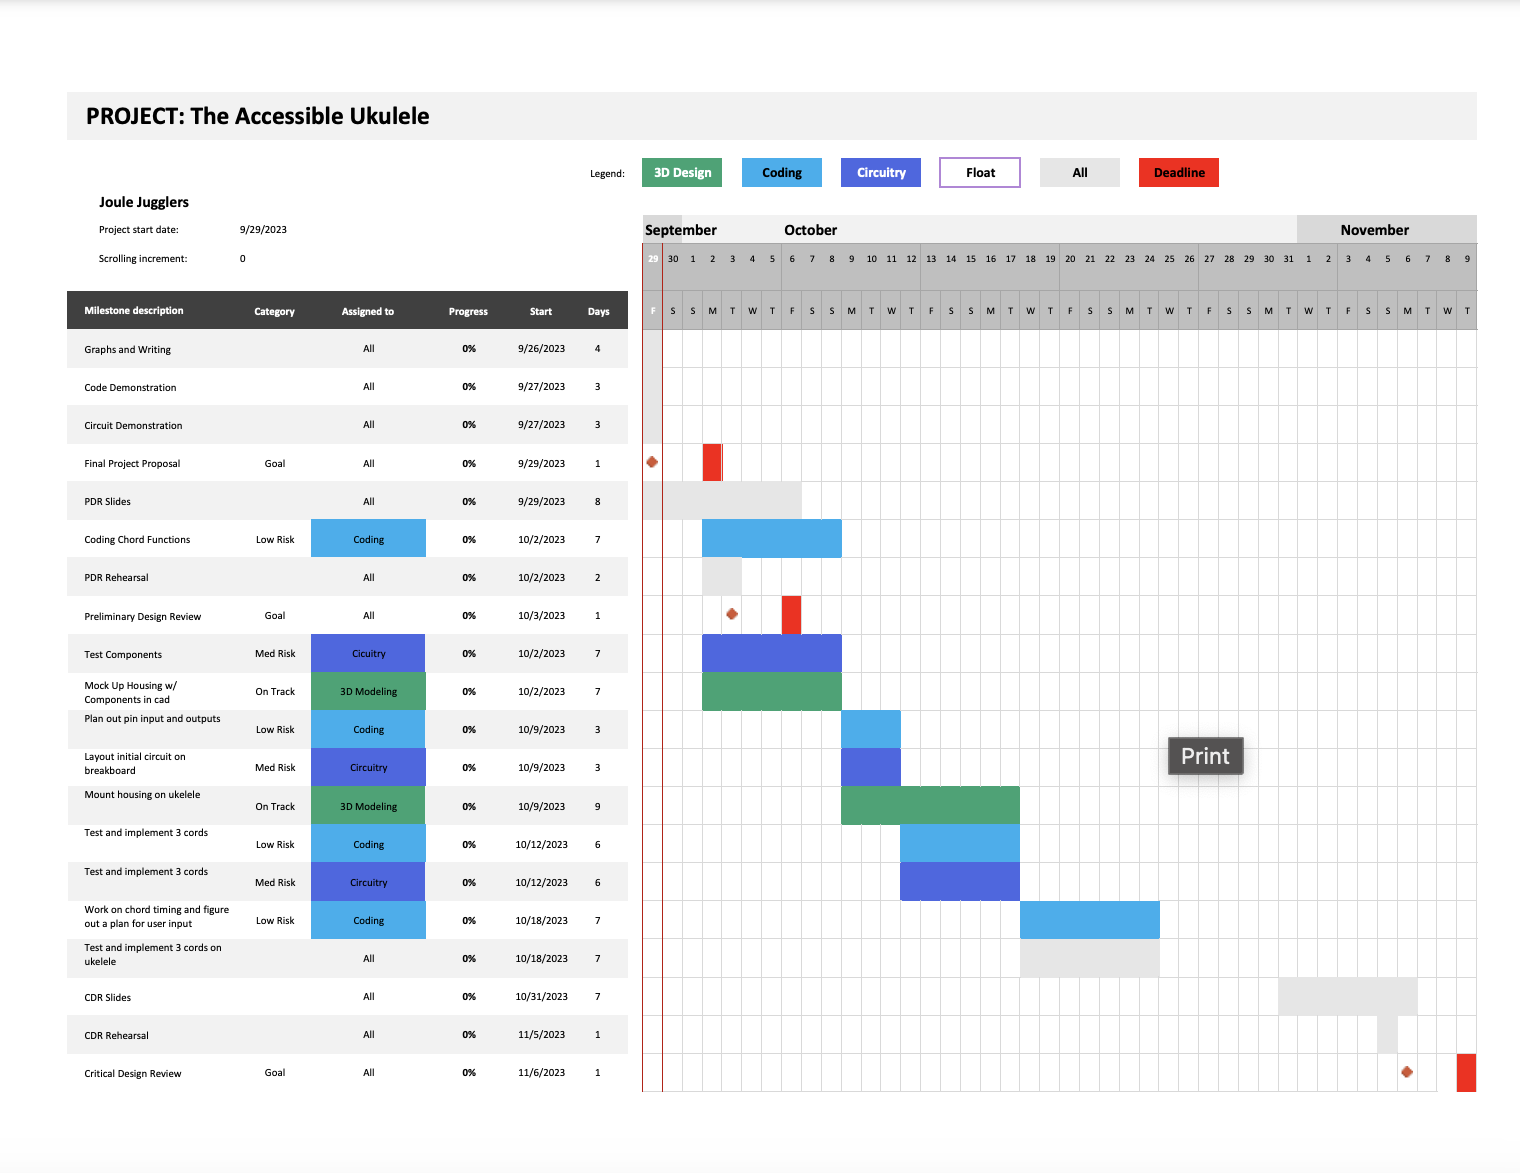 PROJECT: The Accessible Ukulele
Legend: 3D Design Coding Circuitry Float All Deadline
Joule Jugglers
Project start date: 9/29/2023
Scrolling increment: 0
September October November
29 30 1 2 3 4 5 6 7 8 9 10 11 12 13 14 15 16 17 18 19 20 21 22 23 24 25 26 27 28 29 30 31 1 2 3 4 5 6 7 8 9
Milestone description Category Assigned to Progress Start Days
F S S M T W T F S S M T W T F S S M T W T F S S M T W T F S S M T W T F S S M T W T
Graphs and Writing All 0% 9/26/2023 4
Code Demonstration All 0% 9/27/2023 3
Circuit Demonstration All 0% 9/27/2023 3
Final Project Proposal Goal All 0% 9/29/2023 1
PDR Slides All 0% 9/29/2023 8
Coding Chord Functions Low Risk Coding 0% 10/2/2023 7
PDR Rehearsal All 0% 10/2/2023 2
Preliminary Design Review Goal All 0% 10/3/2023 1
Test Components Med Risk Cicuitry 0% 10/2/2023 7
Mock Up Housing w/
Components in cad On Track 3D Modeling 0% 10/2/2023 7
Plan out pin input and outputs
Low Risk Coding 0% 10/9/2023 3
Layout initial circuit on
breakboard Med Risk Circuitry 0% 10/9/2023 3
Mount housing on ukelele
On Track 3D Modeling 0% 10/9/2023 9
Test and implement 3 cords
Low Risk Coding 0% 10/12/2023 6
Test and implement 3 cords
Med Risk Circuitry 0% 10/12/2023 6
Work on chord timing and figure
out a plan for user input Low Risk Coding 0% 10/18/2023 7
Test and implement 3 cords on
ukelele All 0% 10/18/2023 7
CDR Slides All 0% 10/31/2023 7
CDR Rehearsal All 0% 11/5/2023 1
Critical Design Review Goal All 0% 11/6/2023 1
Print